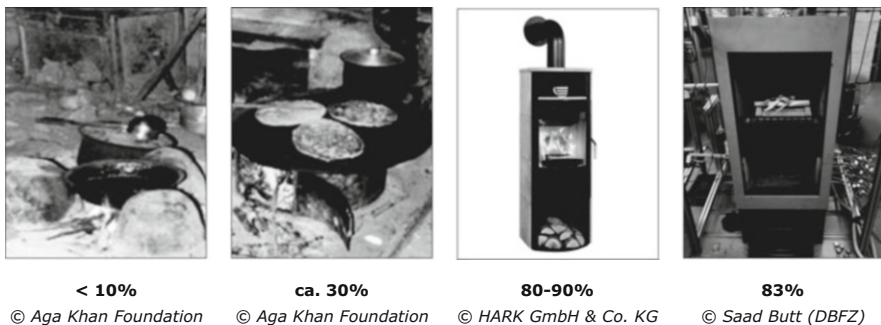 < 10%
ca. 30%
80-90%
83%
© Aga Khan Foundation
© Aga Khan Foundation
© HARK GmbH & Co. KG
© Saad Butt (DBFZ)